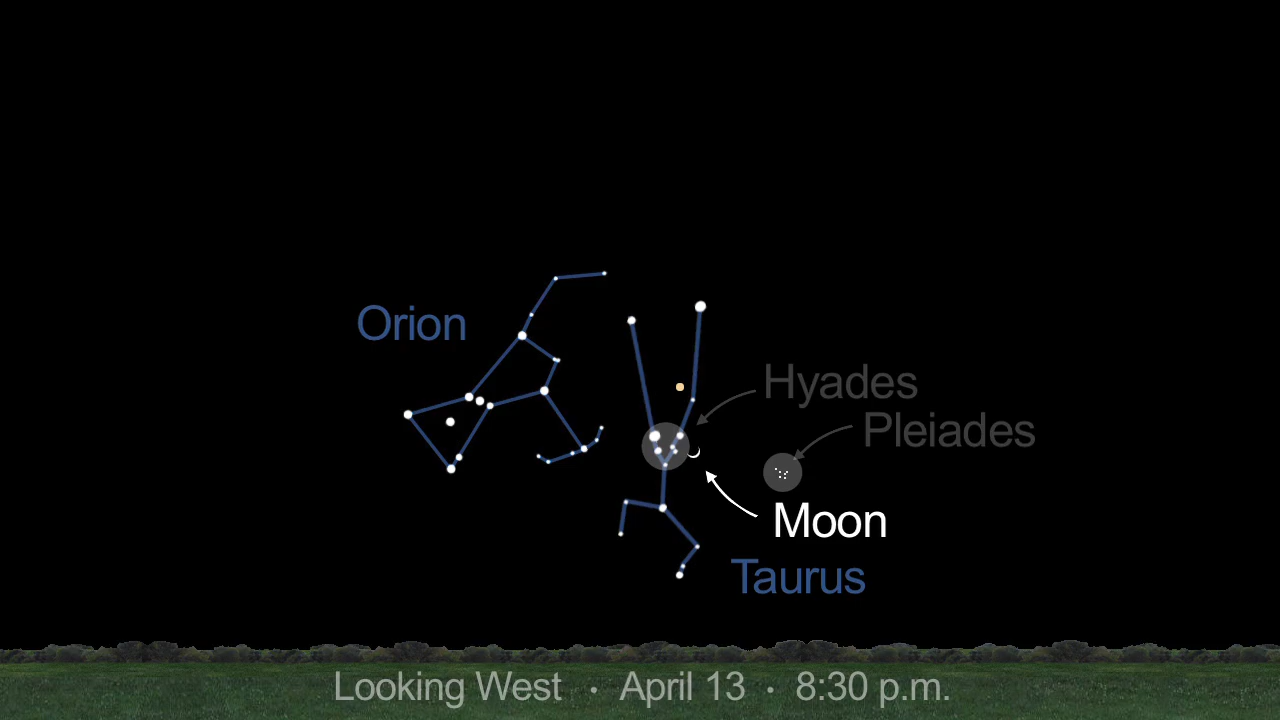 Orion
Hyades
Pleiades
Moon
Taurus
Looking West • April 13 • 8:30 p.m.